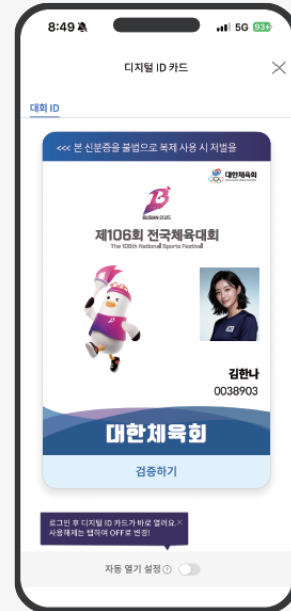 8:49
5G 93+
디지털 ID 카드
대회 ID
<<< 본 신분증을 불법으로 복제 사용 시 처벌을
대한체육회
BUSAN 2025
제106회 전국체육대회
The 106th National Sports Festival
김한나
0038903
대한체육회
검증하기
로그인 후 디지털 ID 카드가 바로 열려요.
사용해제는 탭하여 OFF로 변경!
자동 열기 설정